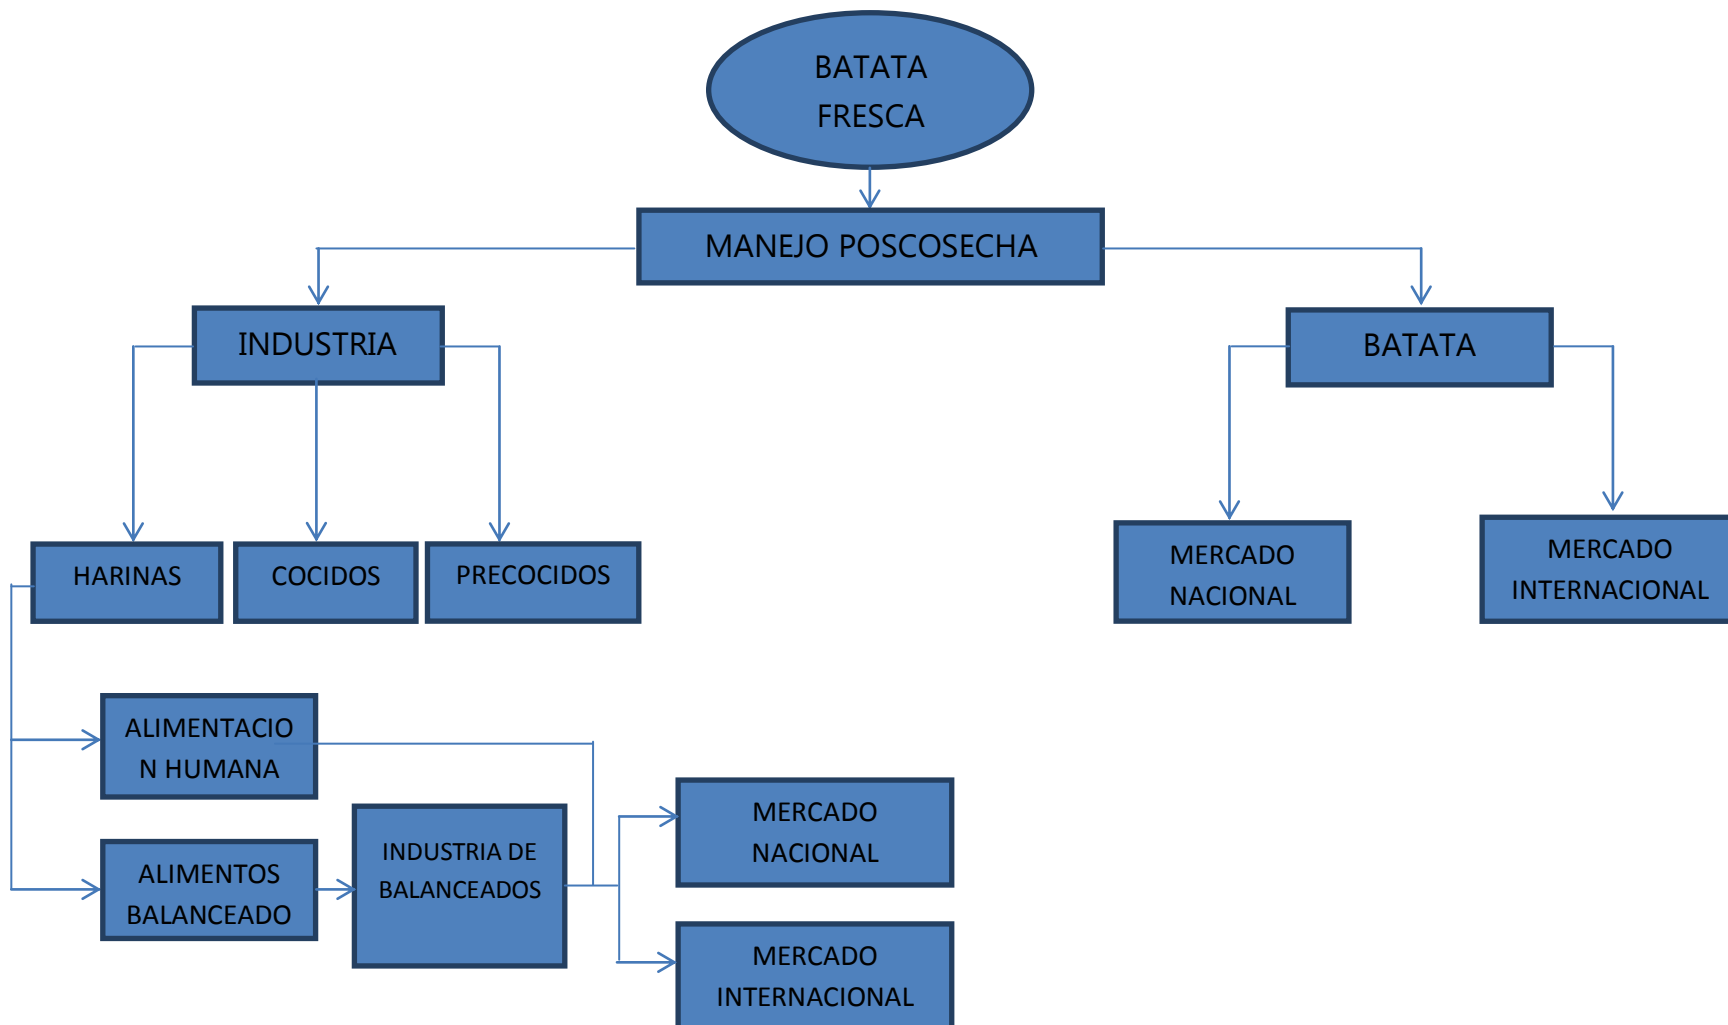 BATATA
FRESCA
MANEJO POSCOSECHA
INDUSTRIA
BATATA
HARINAS
COCIDOS
PRECOCIDOS
MERCADO
NACIONAL
MERCADO
INTERNACIONAL
ALIMENTACIO
N HUMANA
ALIMENTOS
BALANCEADO
INDUSTRIA DE
BALANCEADOS
MERCADO
NACIONAL
MERCADO
INTERNACIONAL